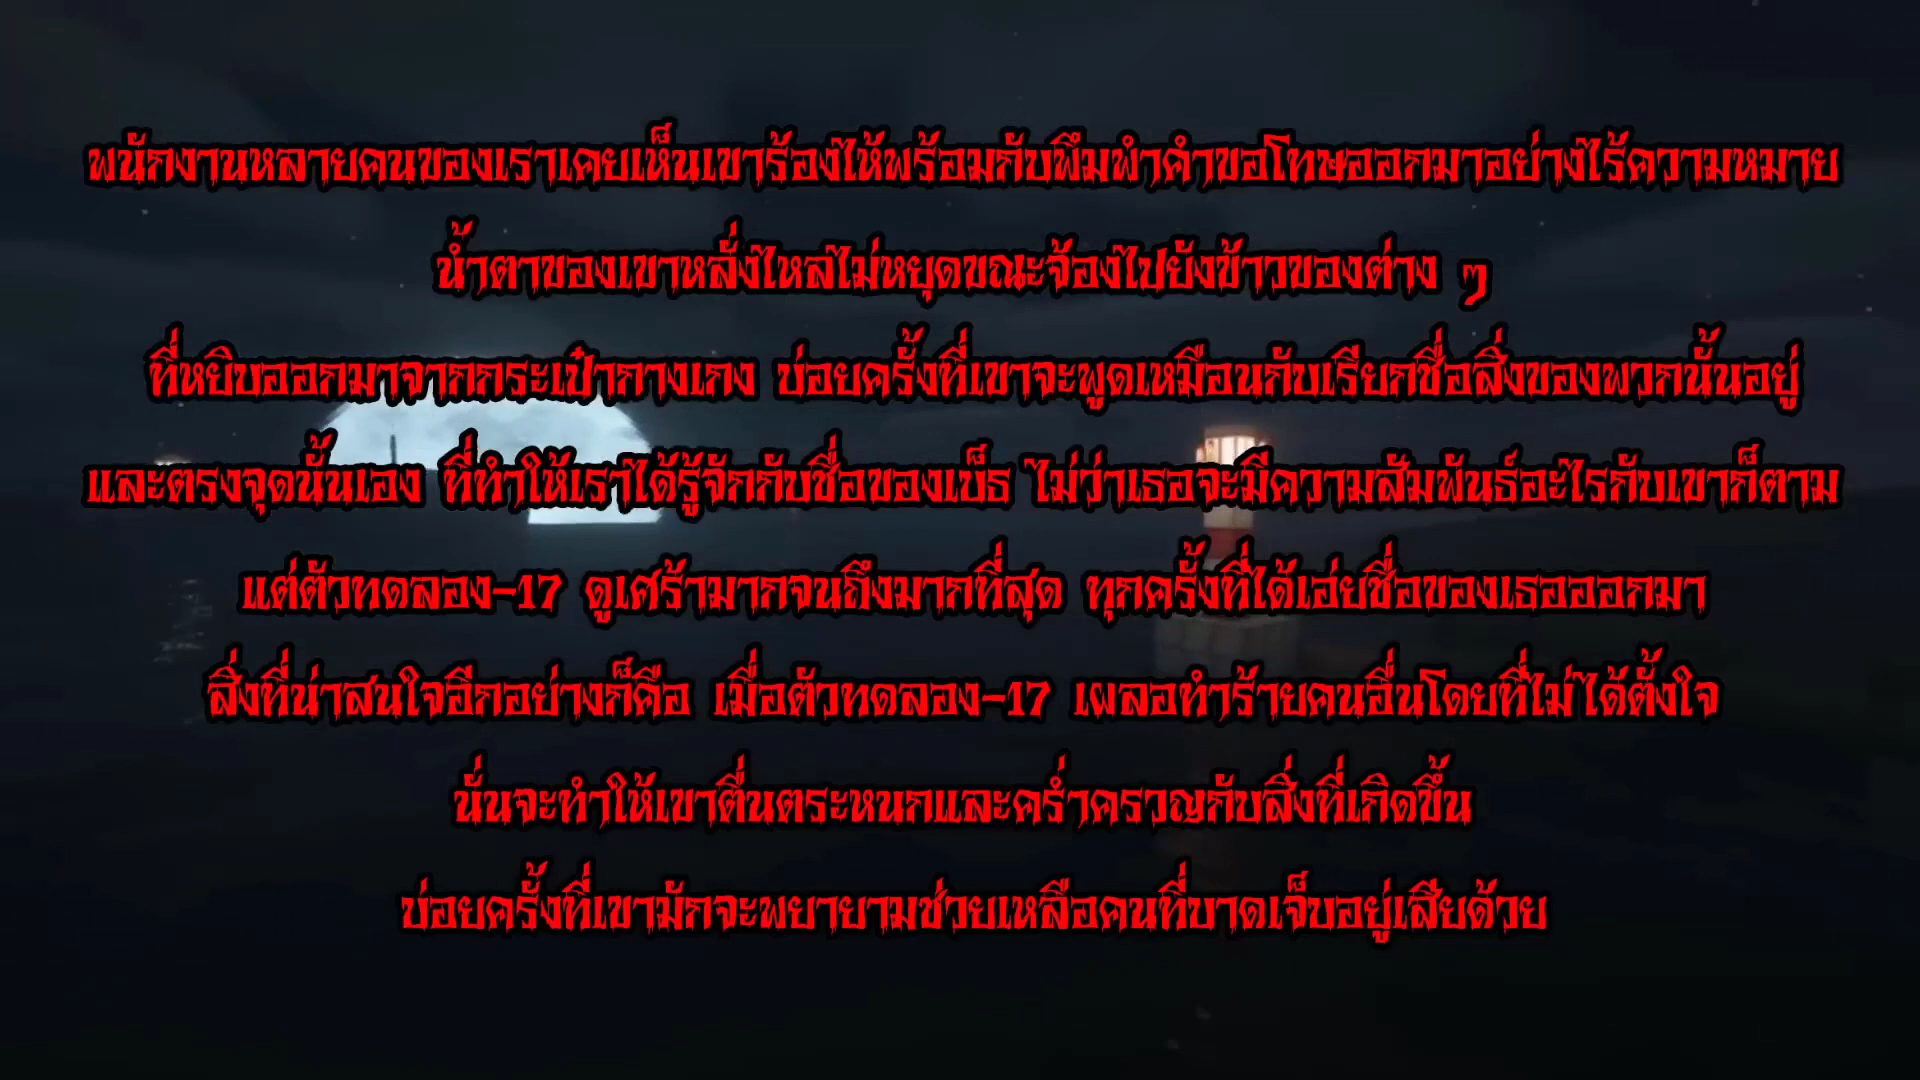 พนักงานหลายคนของเราเคยเห็นเขาร้องไห้พร้อมกับพึมพำคำขอโทษออกมาอย่างไร้ความหมาย
น้ำตาของเขาหลั่งไหลไม่หยุดขณะจ้องไปยังข้าวของต่าง ๆ
ที่หยิบออกมาจากกระเป๋ากางเกง บ่อยครั้งที่เขาจะพูดเหมือนกับเรียกชื่อสิ่งของพวกนั้นอยู่
และตรงจุดนั้นเอง ที่ทำให้เราได้รู้จักกับชื่อของเบ็ธ ไม่ว่าเธอจะมีความสัมพันธ์อะไรกับเขาก็ตาม
แต่ตัวทดลอง-17 ดูเศร้ามากจนถึงมากที่สุด ทุกครั้งที่ได้เอ่ยชื่อของเธอออกมา
สิ่งที่น่าสนใจอีกอย่างก็คือ เมื่อตัวทดลอง-17 เผลอทำร้ายคนอื่นโดยที่ไม่ได้ตั้งใจ
นั่นจะทำให้เขาตื่นตระหนกและคร่ำครวญกับสิ่งที่เกิดขึ้น
บ่อยครั้งที่เขามักจะพยายามช่วยเหลือคนที่บาดเจ็บอยู่เสียด้วย